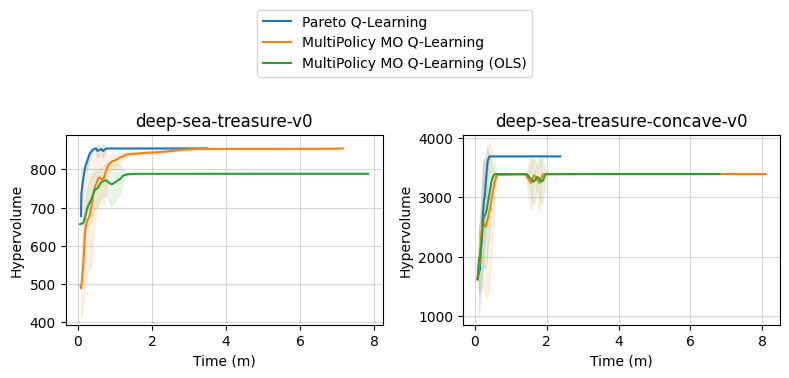 Pareto Q-Learning
MultiPolicy MO Q-Learning
MultiPolicy MO Q-Learning (OLS)
deep-sea-treasure-v0
Hypervolume
800
700
600
500
400
0
2
4
6
8
Time (m)
deep-sea-treasure-concave-v0
Hypervolume
4000
3000
2000
1000
0
2
4
6
8
Time (m)